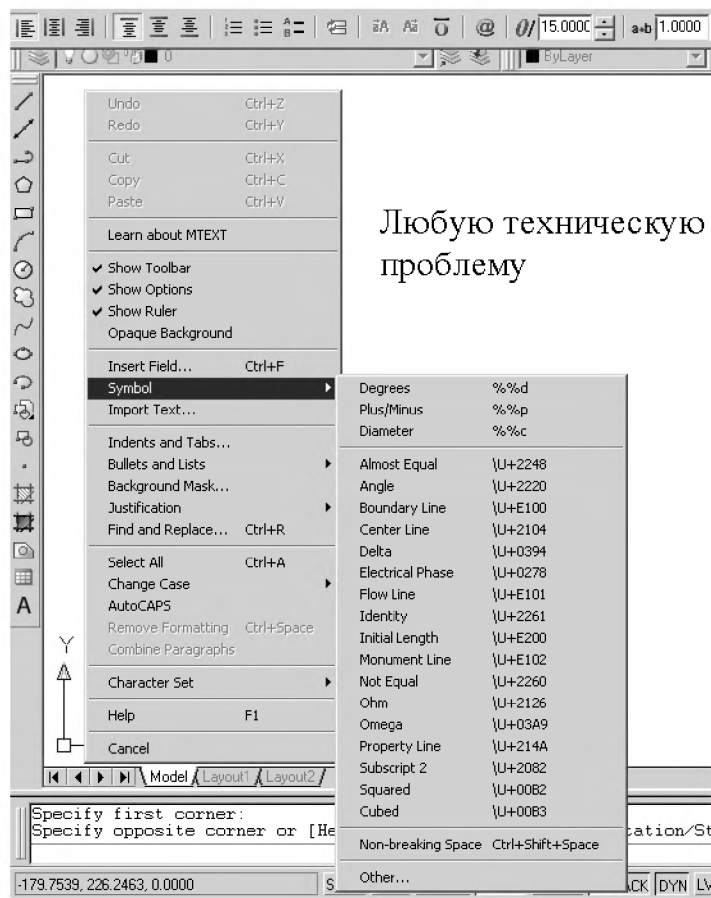 15.0000 a•b 1.0000
0 ByLayer
Undo Ctrl+Z
Redo Ctrl+Y
Cut Ctrl+X
Copy Ctrl+C
Paste Ctrl+V
Learn about MTEXT
Show Toolbar
Show Options
Show Ruler
Opaque Background
Insert Field... Ctrl+F
Symbol
Import Text...
Indents and Tabs...
Bullets and Lists
Background Mask...
Justification
Find and Replace... Ctrl+R
Select All Ctrl+A
Change Case
AutoCAPS
Remove Formatting Ctrl+Space
Combine Paragraphs
Character Set
Help F1
Cancel
Любую техническую
проблему
Degrees %%d
Plus/Minus %%p
Diameter %%c
Almost Equal \U+2248
Angle \U+2220
Boundary Line \U+E100
Center Line \U+2104
Delta \U+0394
Electrical Phase \U+0278
Flow Line \U+E101
Identity \U+2261
Initial Length \U+E200
Monument Line \U+E102
Not Equal \U+2260
Ohm \U+2126
Omega \U+03A9
Property Line \U+214A
Subscript 2 \U+2082
Squared \U+00B2
Cubed \U+00B3
Non-breaking Space Ctrl+Shift+Space
Other...
Y
A
Model Layout1 Layout2
Specify first corner:
Specify opposite corner or [He tation/St
-179.7539, 226.2463, 0.0000 S ACK DYN LW